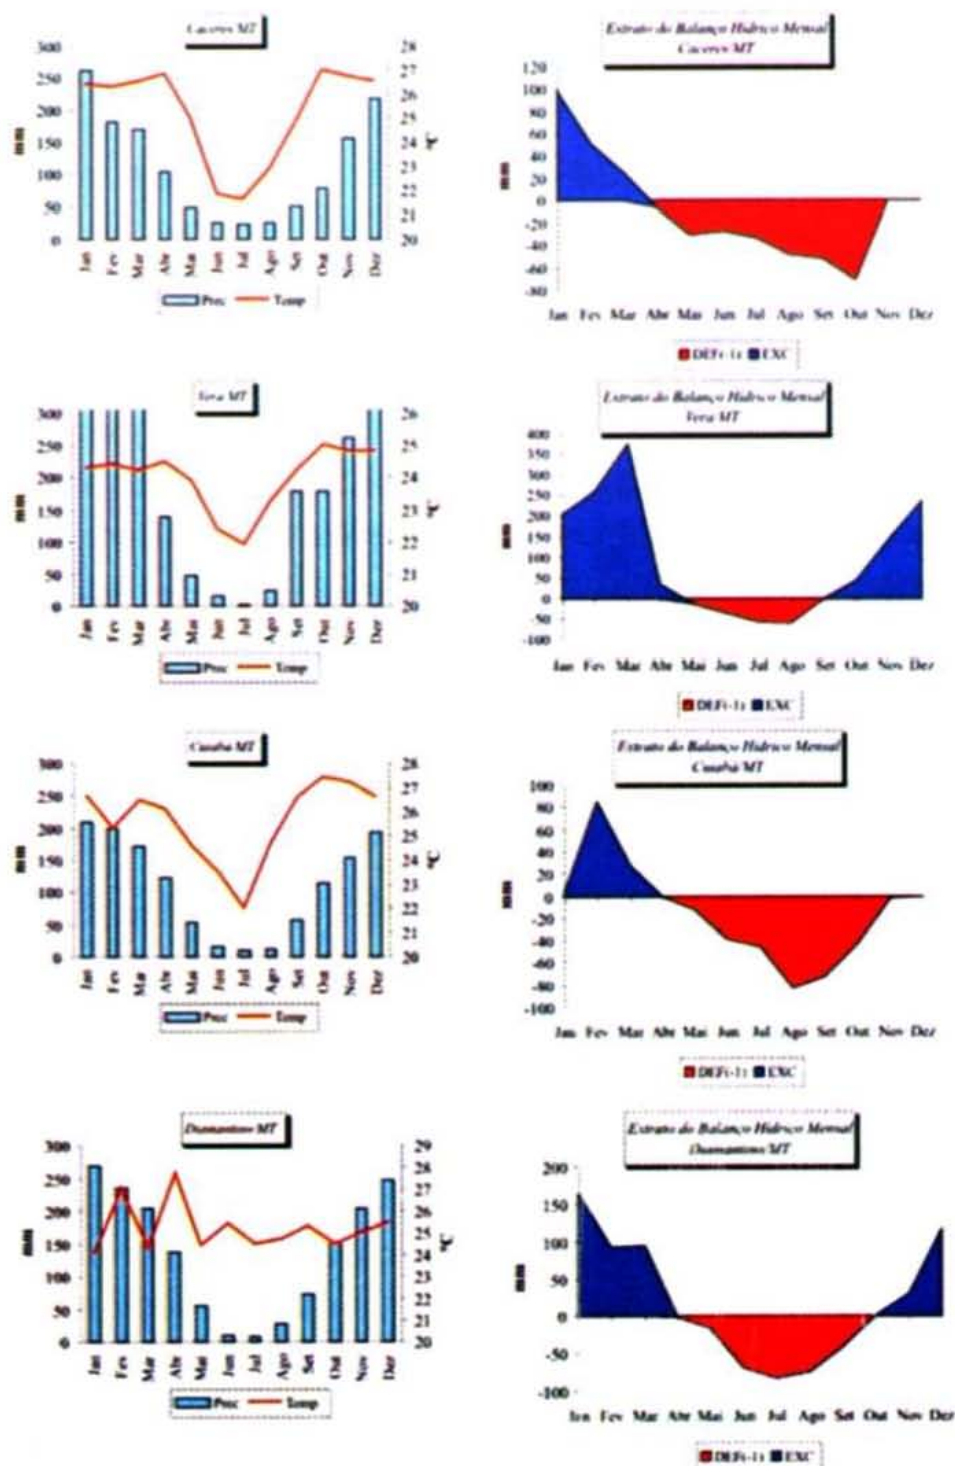 Caceres MT
300
250
200
150
100
50
0
mm
28
27
26
25
24
23
22
21
20
°C
Jan Fev Mar Abr Mai Jun Jul Ago Set Out Nov Dez
Prec Temp
Extrato do Balanço Hídrico Mensal
Caceres/MT
120
100
80
60
40
20
0
-20
-40
-60
-80
mm
Jan Fev Mar Abr Mai Jun Jul Ago Set Out Nov Dez
DEF(-1) EXC
Vera MT
300
250
200
150
100
50
0
mm
26
25
24
23
22
21
20
°C
Jan Fev Mar Abr Mai Jun Jul Ago Set Out Nov Dez
Prec Temp
Extrato do Balanço Hídrico Mensal
Vera MT
400
350
300
250
200
150
100
50
0
-50
-100
mm
Jan Fev Mar Abr Mai Jun Jul Ago Set Out Nov Dez
DEF(-1) EXC
Cuiabá/MT
300
250
200
150
100
50
0
mm
28
27
26
25
24
23
22
21
20
°C
Jan Fev Mar Abr Mai Jun Jul Ago Set Out Nov Dez
Prec Temp
Extrato do Balanço Hídrico Mensal
Cuiabá/MT
100
80
60
40
20
0
-20
-40
-60
-80
-100
mm
Jan Fev Mar Abr Mai Jun Jul Ago Set Out Nov Dez
DEF(-1) EXC
Diamantino/MT
300
250
200
150
100
50
0
mm
29
28
27
26
25
24
23
22
21
20
°C
Jan Fev Mar Abr Mai Jun Jul Ago Set Out Nov Dez
Prec Temp
Extrato do Balanço Hídrico Mensal
Diamantino/MT
200
150
100
50
0
-50
-100
mm
Jan Fev Mar Abr Mai Jun Jul Ago Set Out Nov Dez
DEF(-1) EXC